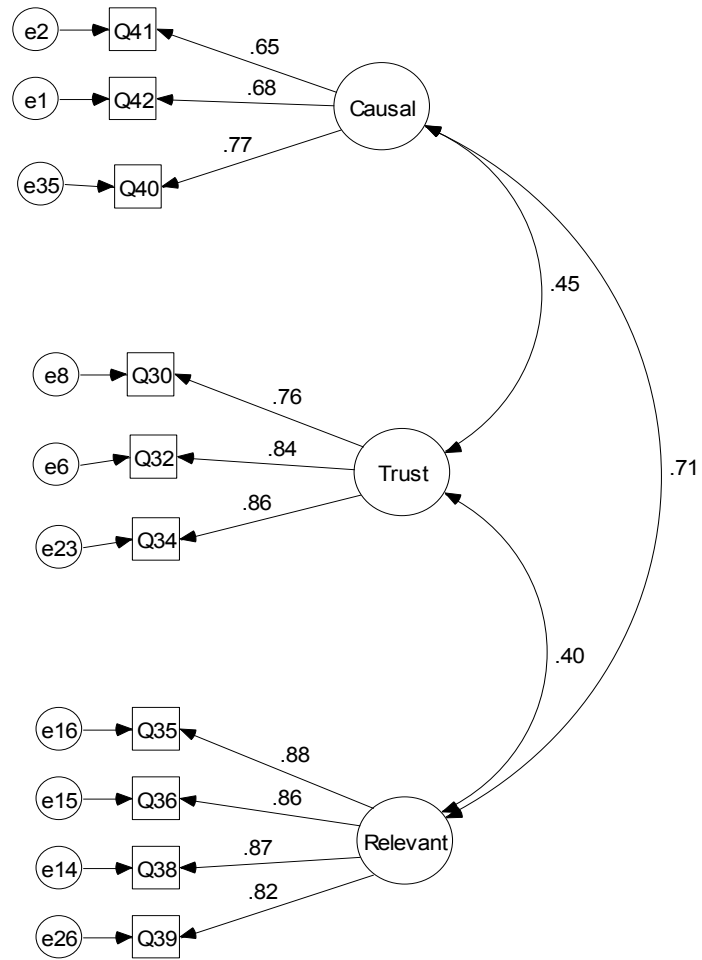 e2 Q41 .65
e1 Q42 .68
Causal
e35 Q40 .77
.45
e8 Q30 .76
e6 Q32 .84
Trust
.71
e23 Q34 .86
.40
e16 Q35 .88
e15 Q36 .86
Relevant
e14 Q38 .87
e26 Q39 .82